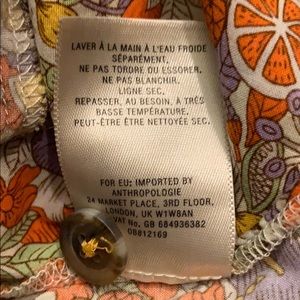 LAVER À LA MAIN À L'EAU FROIDE
SÉPARÉMENT.
NE PAS TORDRE OU ESSORER.
NE PAS BLANCHIR.
LIGNE SEC.
REPASSER, AU BESOIN, À TRÈS
BASSE TEMPÉRATURE.
PEUT-ÊTRE ÊTRE NETTOYÉE SEC.
FOR EU: IMPORTED BY
ANTHROPOLOGIE
24 MARKET PLACE, 3RD FLOOR,
LONDON, UK W1W8AN
VAT No. GB 684936382
OB812169